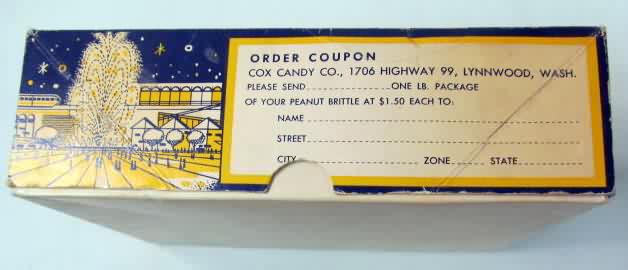 ORDER COUPON
COX CANDY CO., 1706 HIGHWAY 99, LYNNWOOD, WASH.
PLEASE SEND ONE LB. PACKAGE
OF YOUR PEANUT BRITTLE AT $1.50 EACH TO:
NAME
STREET
CITY ZONE STATE